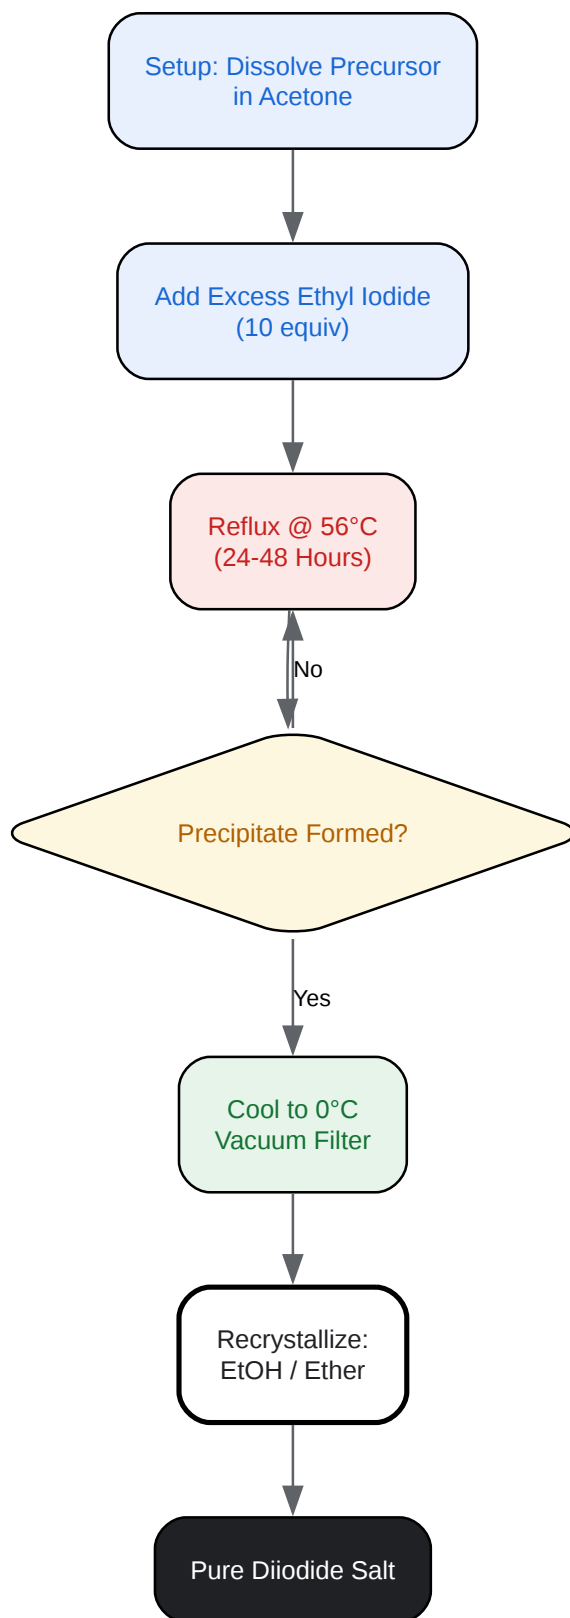 Setup: Dissolve Precursor
in Acetone
Add Excess Ethyl Iodide
(10 equiv)
Reflux @ 56°C
(24-48 Hours)
No
Precipitate Formed?
Yes
Cool to 0°C
Vacuum Filter
Recrystallize:
EtOH / Ether
Pure Diiodide Salt